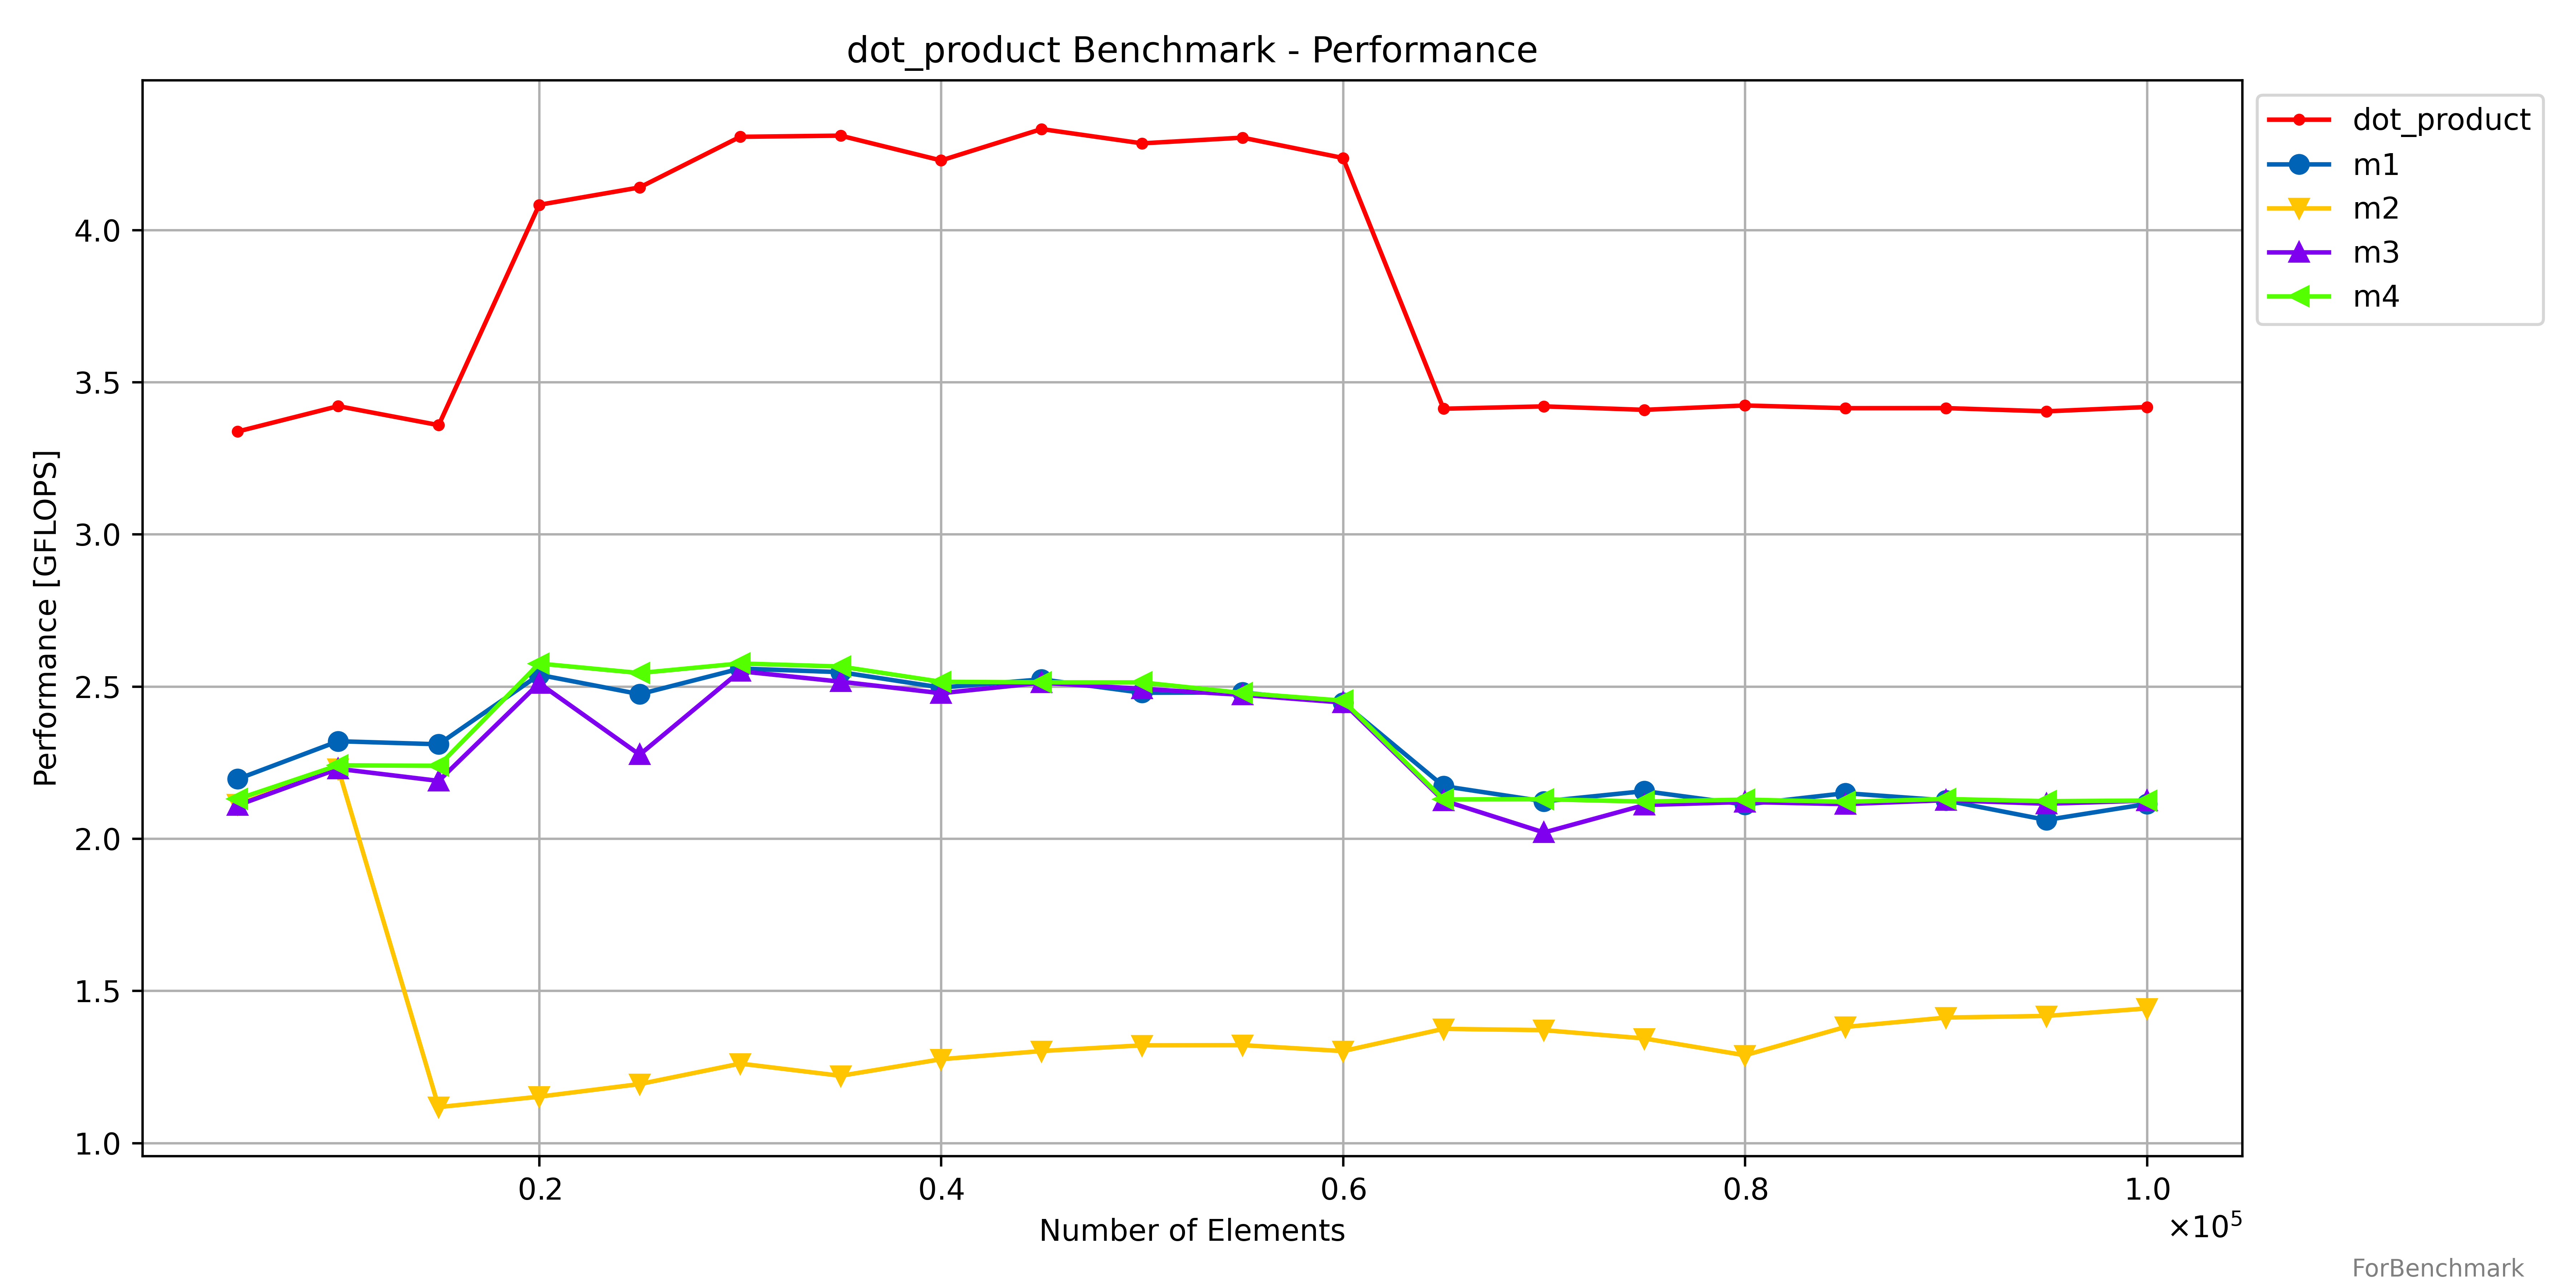 dot_product Benchmark - Performance
dot_product
m1
m2
m3
m4
Performance [GFLOPS]
4.0
3.5
3.0
2.5
2.0
1.5
1.0
0.2 0.4 0.6 0.8 1.0
×10⁵
Number of Elements
ForBenchmark